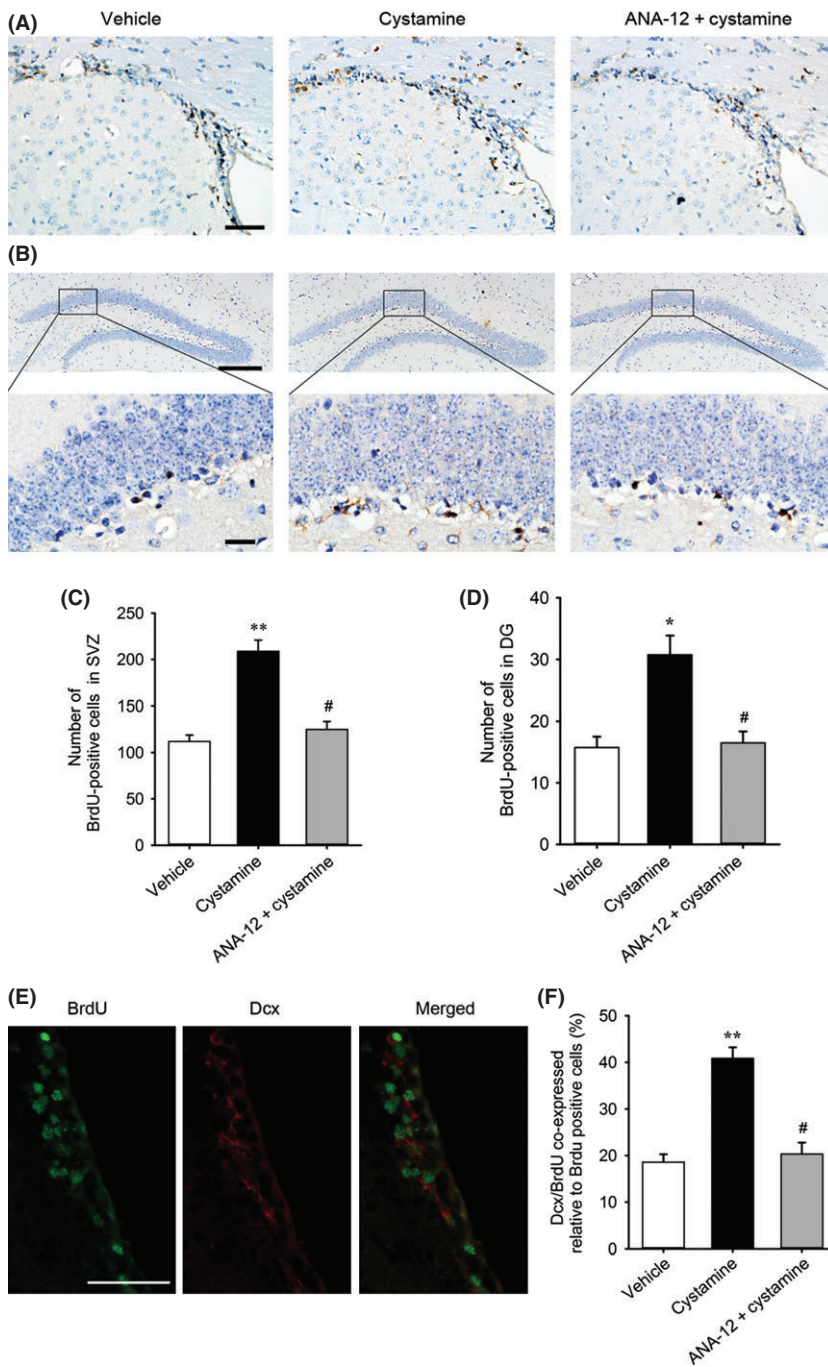 (A)
Vehicle
Cystamine
ANA-12 + cystamine
(B)
(C)
Number of
BrdU-positive cells in SVZ
250
200
150
100
50
0
**
#
Vehicle
Cystamine
ANA-12 + cystamine
(D)
Number of
BrdU-positive cells in DG
40
30
20
10
0
*
#
Vehicle
Cystamine
ANA-12 + cystamine
(E)
BrdU
Dcx
Merged
(F)
Dcx/BrdU co-expressed
relative to Brdu positive cells (%)
50
40
30
20
10
0
**
#
Vehicle
Cystamine
ANA-12 + cystamine